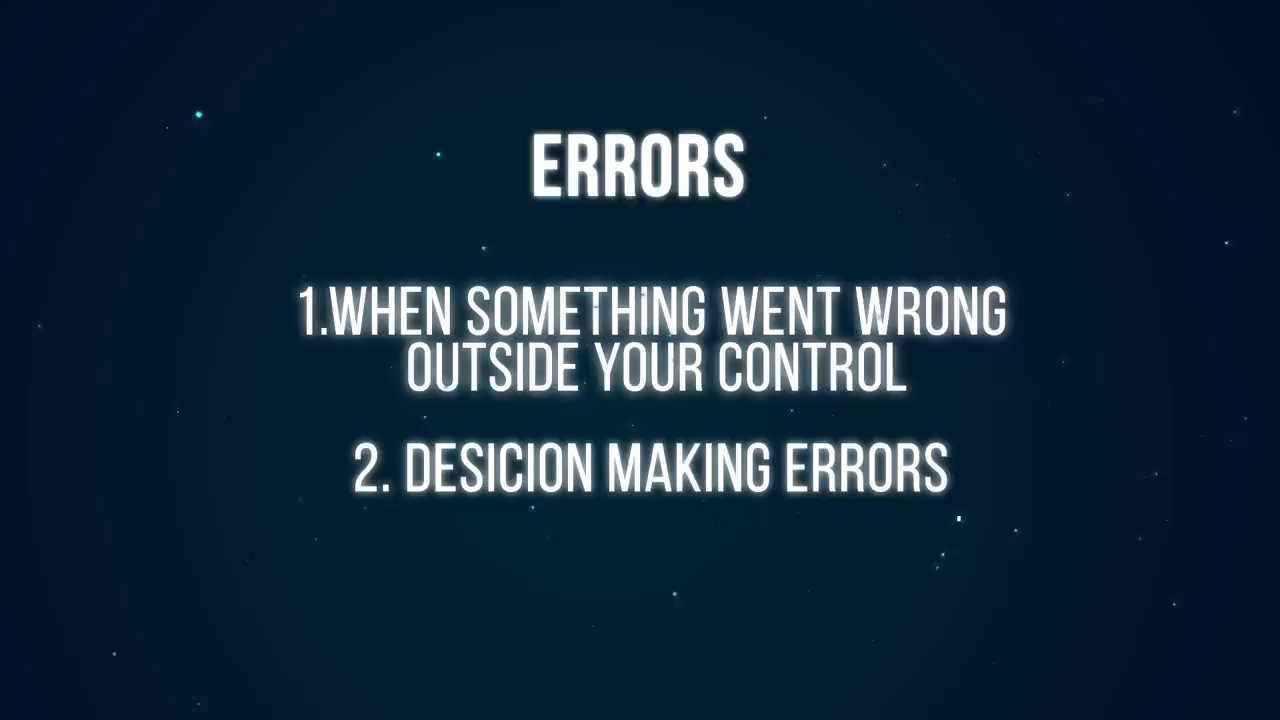 ERRORS
1.WHEN SOMETHING WENT WRONG
OUTSIDE YOUR CONTROL
2. DESICION MAKING ERRORS